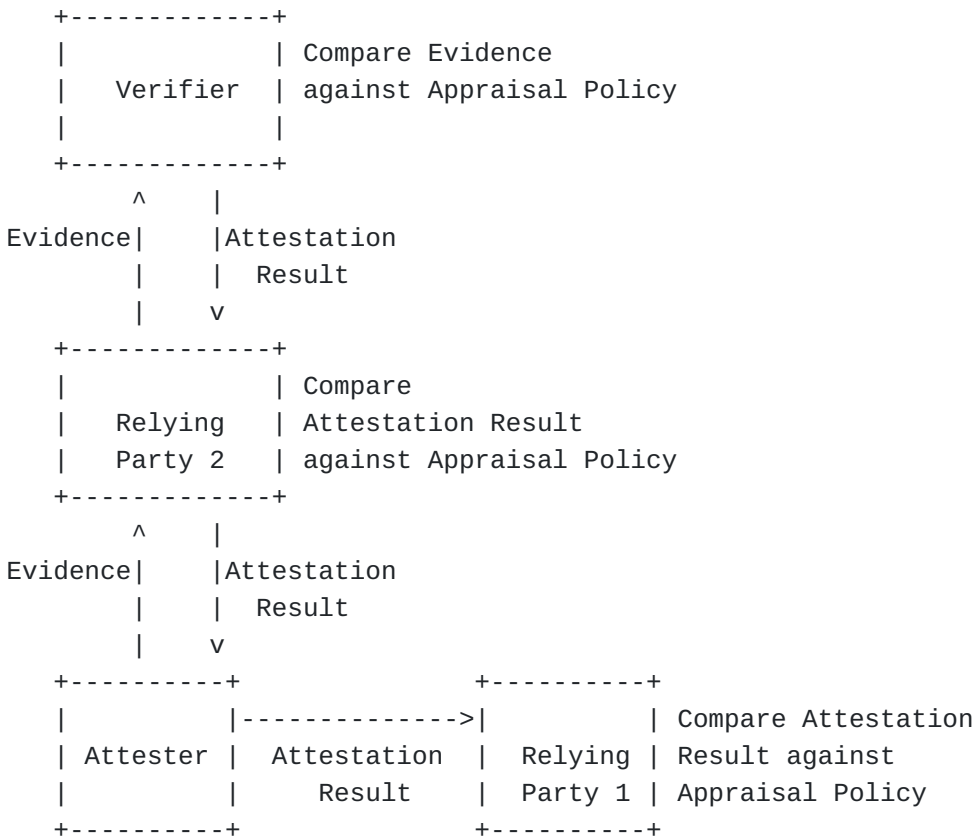 +-------------+
|             | Compare Evidence
|   Verifier  | against Appraisal Policy
|             |
+-------------+
     ^    |
Evidence|    |Attestation
     |    |  Result
     |    v
+-------------+
|             | Compare
|   Relying   | Attestation Result
|   Party 2   | against Appraisal Policy
+-------------+
     ^    |
Evidence|    |Attestation
     |    |  Result
     |    v
+----------+               +----------+
|          |-------------->|          | Compare Attestation
| Attester |  Attestation  |  Relying | Result against
|          |     Result    |  Party 1 | Appraisal Policy
+----------+               +----------+